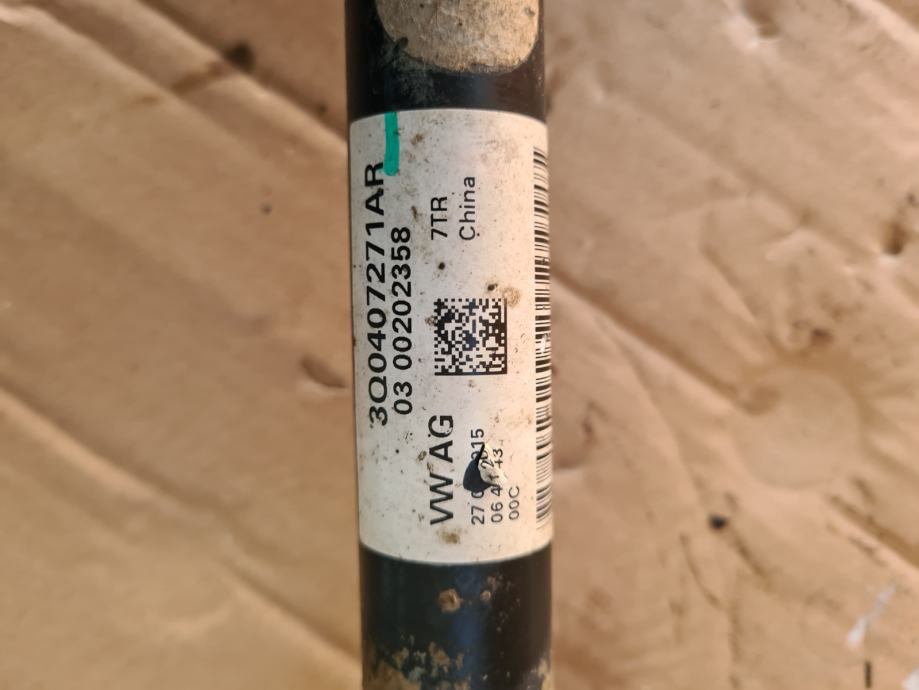 3Q0407271AR
03 00202358
7TR
China
VW AG
00C